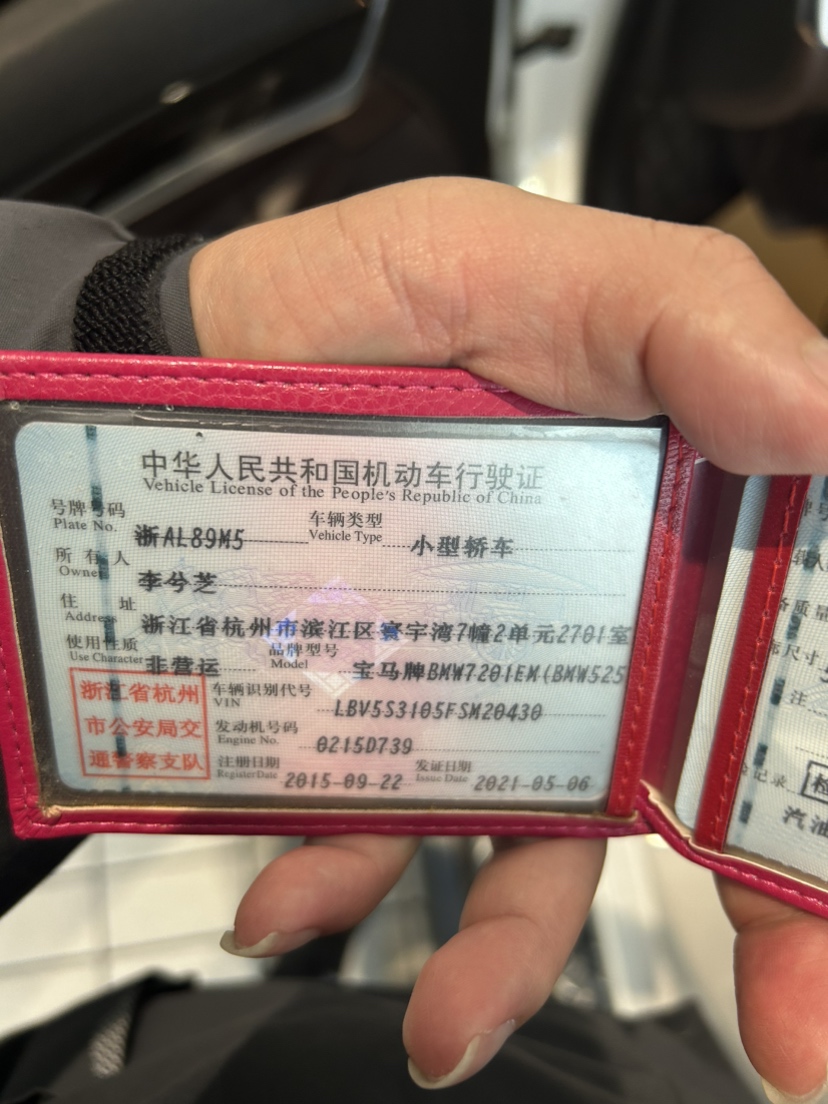 中华人民共和国机动车行驶证
Vehicle License of the People's Republic of China
号牌号码 浙AL89M5 车辆类型 小型轿车
Plate No. Vehicle Type
所有人 李兮芝
Owner
住址 浙江省杭州市滨江区寰宇湾7幢2单元2701室
Address
使用性质 非营运 品牌型号 宝马牌BMW7201EM(BMW525
Use Character Model
浙江省杭州
市公安局交
通警察支队
车辆识别代号 LBV5S3105FSM20430
VIN
发动机号码 0215D739
Engine No.
注册日期 2015-09-22 发证日期 2021-05-06
Register Date Issue Date
质量
尺寸
注
记录
汽油